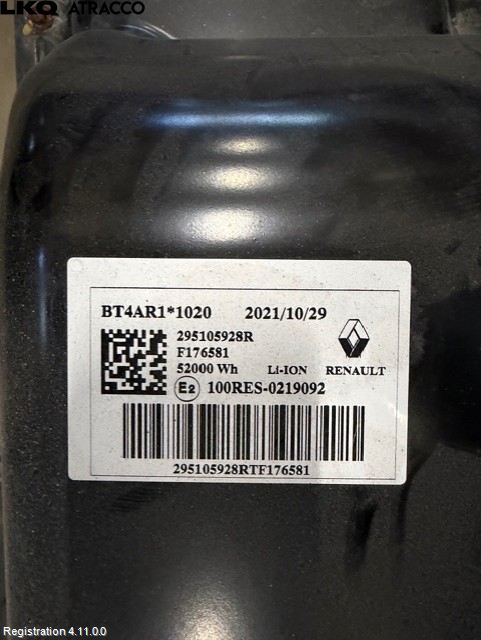 LKQ ATRACCO
BT4AR1*1020 2021/10/29
295105928R
F176581
52000 Wh Li-ION RENAULT
E2 100RES-0219092
295105928RTF176581
Registration 4.11.0.0